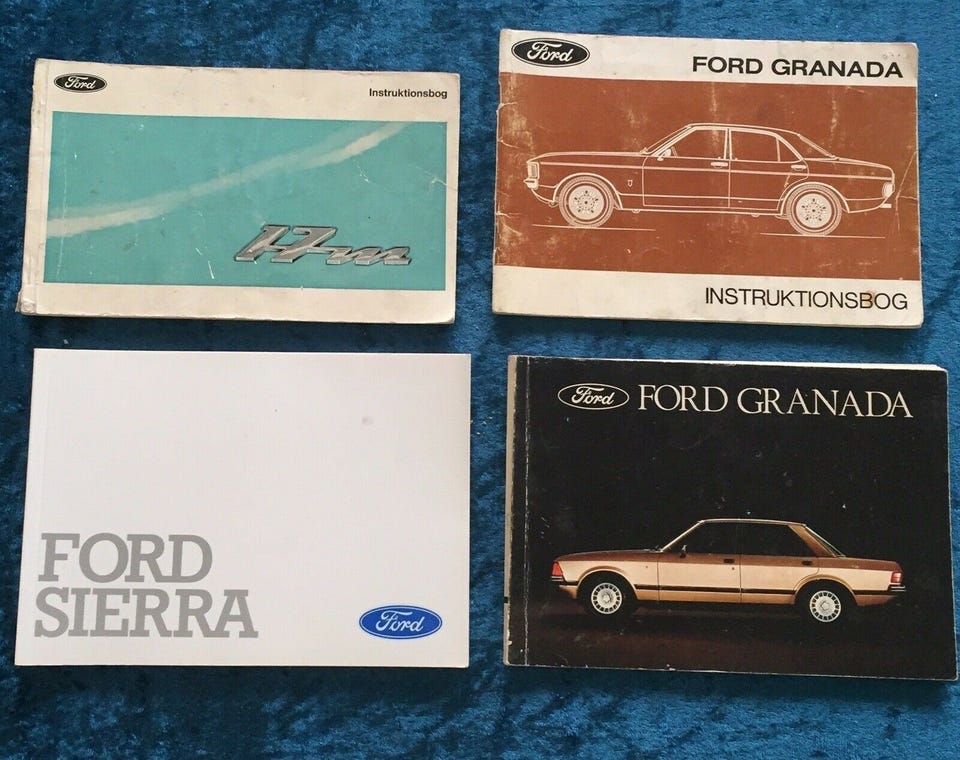 Ford
Instruktionsbog
17m
Ford
FORD GRANADA
INSTRUKTIONSBOG
FORD
SIERRA
Ford
Ford
FORD GRANADA